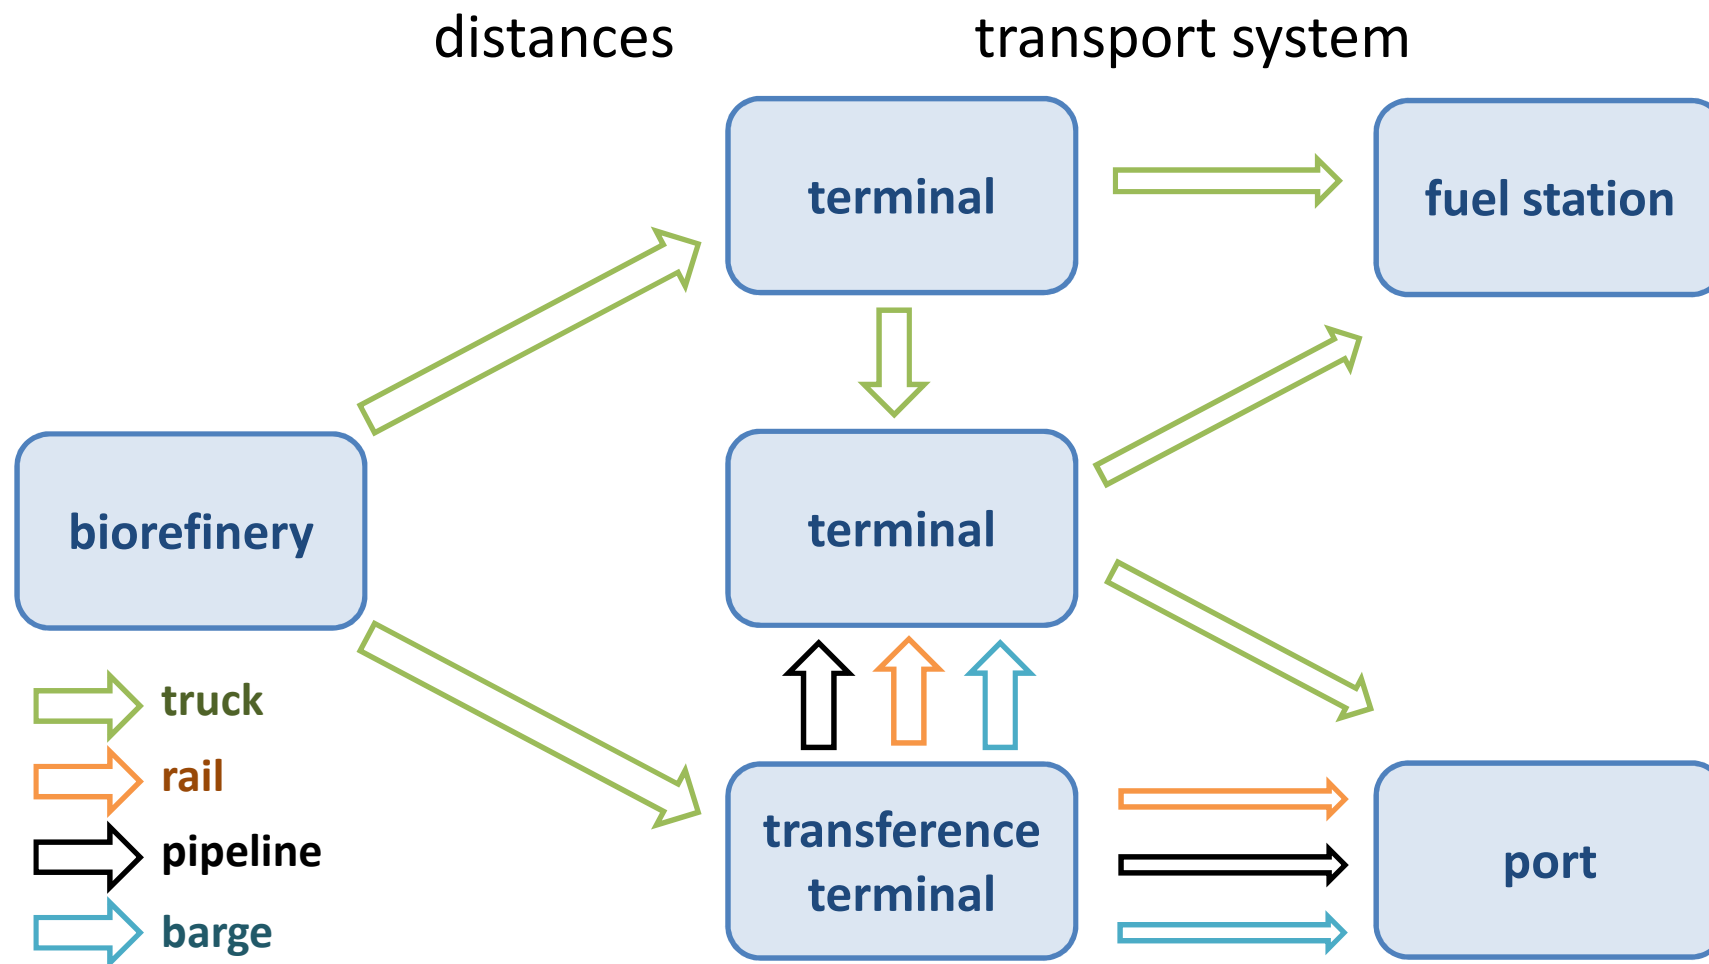 distances
transport system
terminal
fuel station
biorefinery
terminal
truck
rail
pipeline
barge
transference
terminal
port